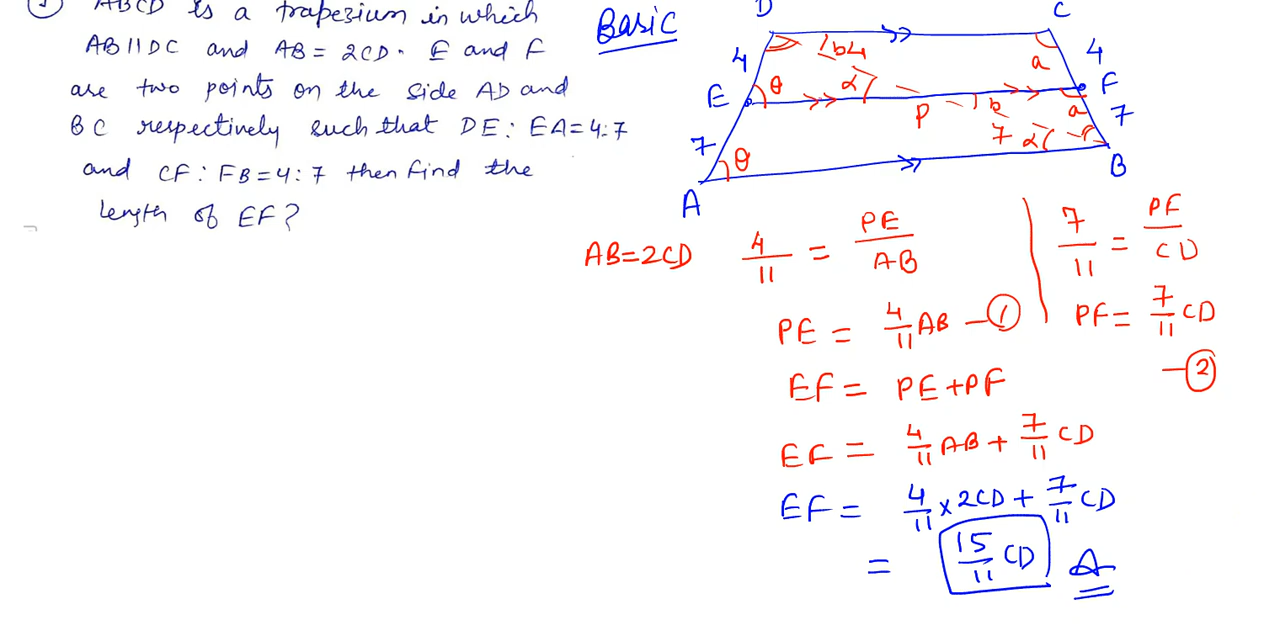 ① ABCD is a trapezium in which
AB || DC and AB = 2CD. E and F
are two points on the side AD and
BC respectively such that DE : EA = 4:7
and CF : FB = 4 : 7 then find the
length of EF?
Basic
D C
4 4
a
E θ P F
b a
7 7
θ
A B
AB = 2CD
4/11 = PE/AB
PE = 4/11 AB —①
7/11 = PF/CD
PF = 7/11 CD
—②
EF = PE + PF
EF = 4/11 AB + 7/11 CD
EF = 4/11 × 2CD + 7/11 CD
= 15/11 CD A